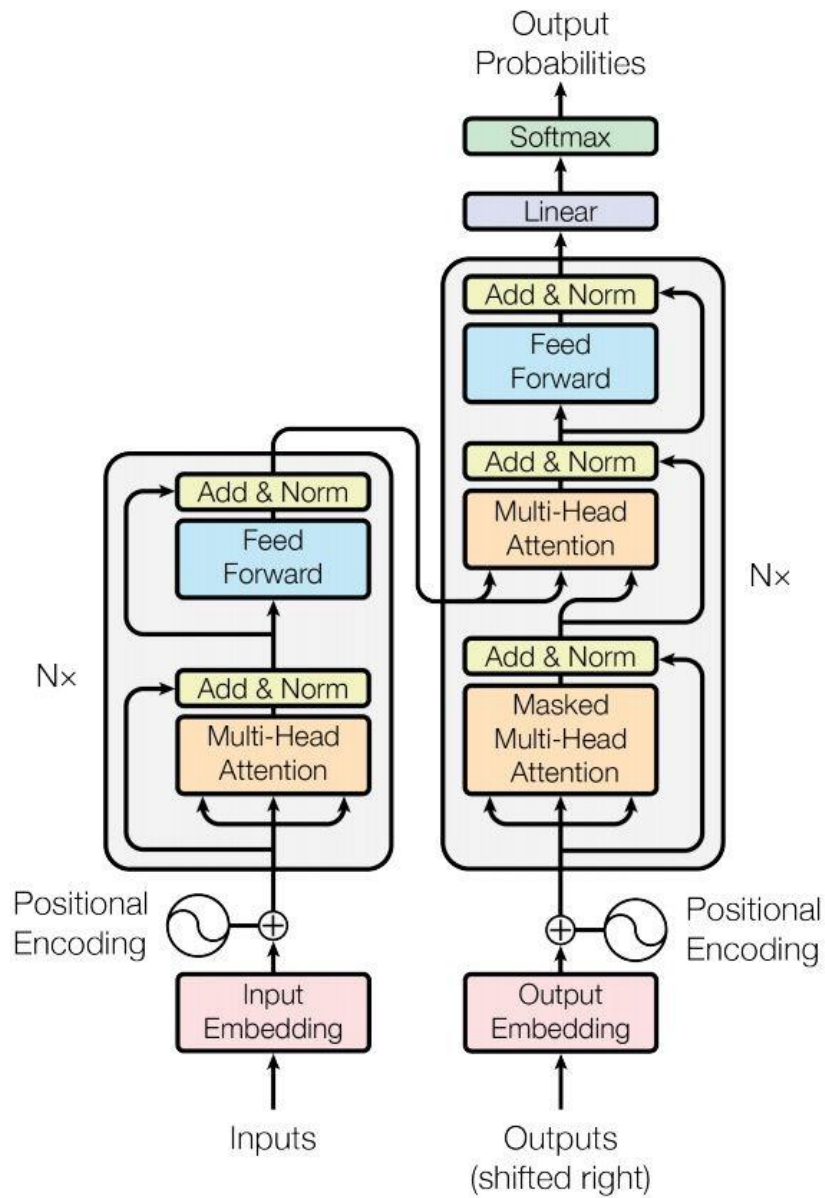 Output
Probabilities
Softmax
Linear
Add & Norm
Feed
Forward
Add & Norm
Multi-Head
Attention
Nx
Add & Norm
Masked
Multi-Head
Attention
Add & Norm
Feed
Forward
Nx
Add & Norm
Multi-Head
Attention
Positional
Encoding
Positional
Encoding
Input
Embedding
Output
Embedding
Inputs
Outputs
(shifted right)